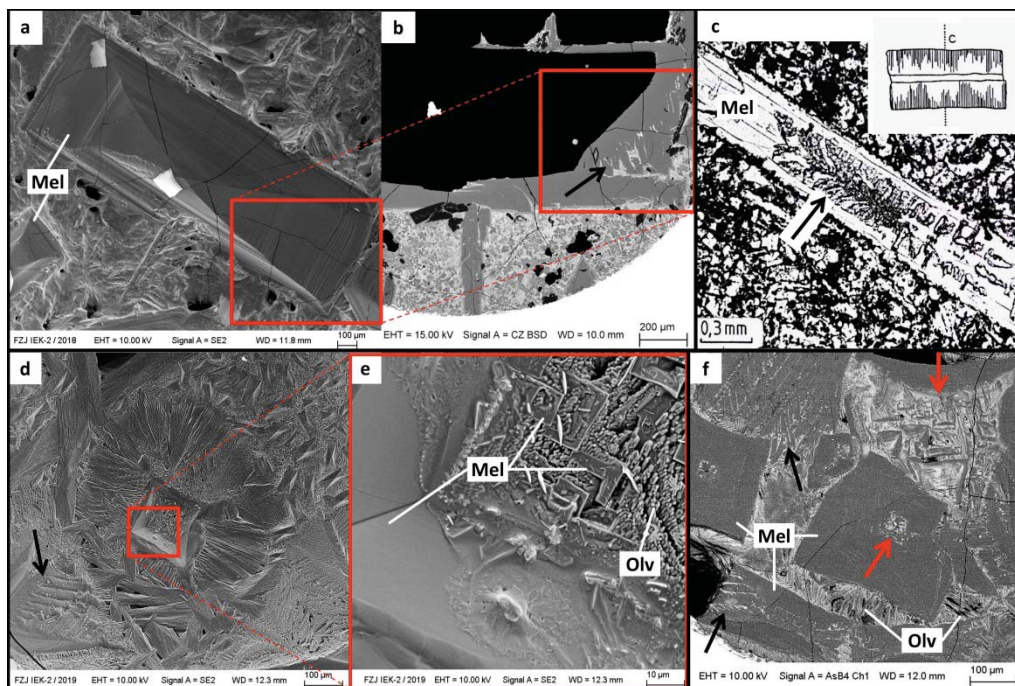 a
Mel
FZJ IEK-2 / 2018 EHT = 10.00 kV Signal A = SE2 WD = 11.8 mm 100 µm
b
EHT = 15.00 kV Signal A = CZ BSD WD = 10.0 mm 200 µm
c
c
Mel
0,3 mm
d
FZJ IEK-2 / 2019 EHT = 10.00 kV Signal A = SE2 WD = 12.3 mm 100 µm
e
Mel
Olv
FZJ IEK-2 / 2019 EHT = 10.00 kV Signal A = SE2 WD = 12.3 mm 10 µm
f
Mel
Olv
EHT = 10.00 kV Signal A = AsB4 Ch1 WD = 12.0 mm 100 µm